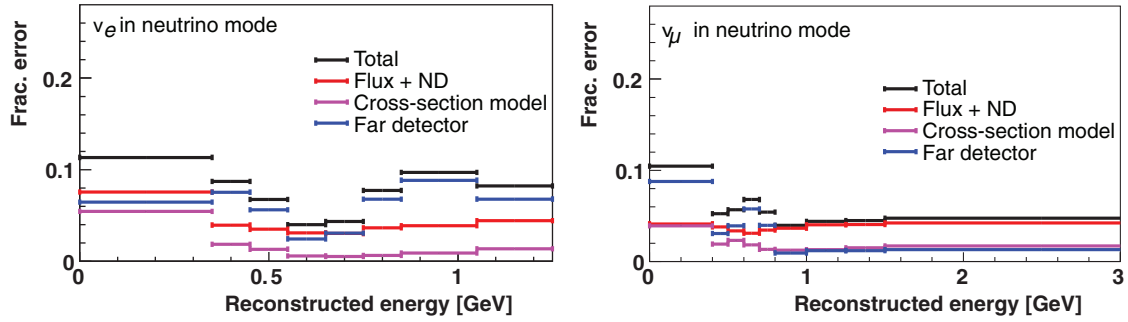 ν_e in neutrino mode
Total
Flux + ND
Cross-section model
Far detector
Frac. error
0.2
0.1
0
0 0.5 1
Reconstructed energy [GeV]
ν_μ in neutrino mode
Total
Flux + ND
Cross-section model
Far detector
Frac. error
0.2
0.1
0
0 1 2 3
Reconstructed energy [GeV]